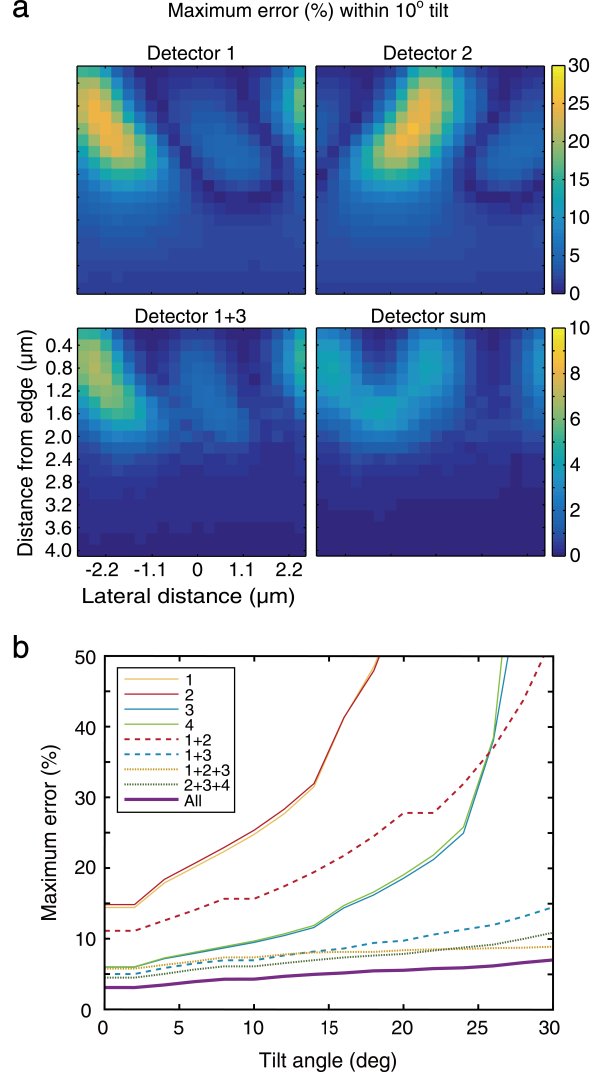 a
Maximum error (%) within 10° tilt
Detector 1
Detector 2
30
25
20
15
10
5
0
Detector 1+3
Detector sum
Distance from edge (µm)
0.4
0.8
1.2
1.6
2.0
2.4
2.8
3.2
3.6
4.0
-2.2 -1.1 0 1.1 2.2
Lateral distance (µm)
10
8
6
4
2
0
b
Maximum error (%)
50
40
30
20
10
0
1
2
3
4
1+2
1+3
1+2+3
2+3+4
All
0 5 10 15 20 25 30
Tilt angle (deg)